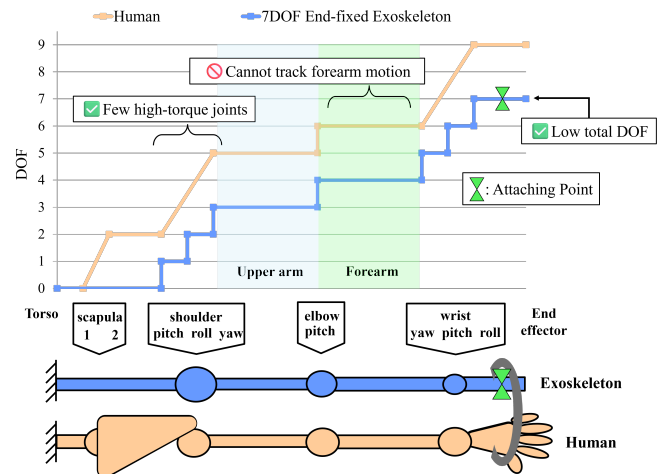 Human
7DOF End-fixed Exoskeleton
9
8
7
6
5
4
3
2
1
0
DOF
🚫 Cannot track forearm motion
✅ Few high-torque joints
✅ Low total DOF
: Attaching Point
Upper arm
Forearm
Torso
scapula
1 2
shoulder
pitch roll yaw
elbow
pitch
wrist
yaw pitch roll
End
effector
Exoskeleton
Human